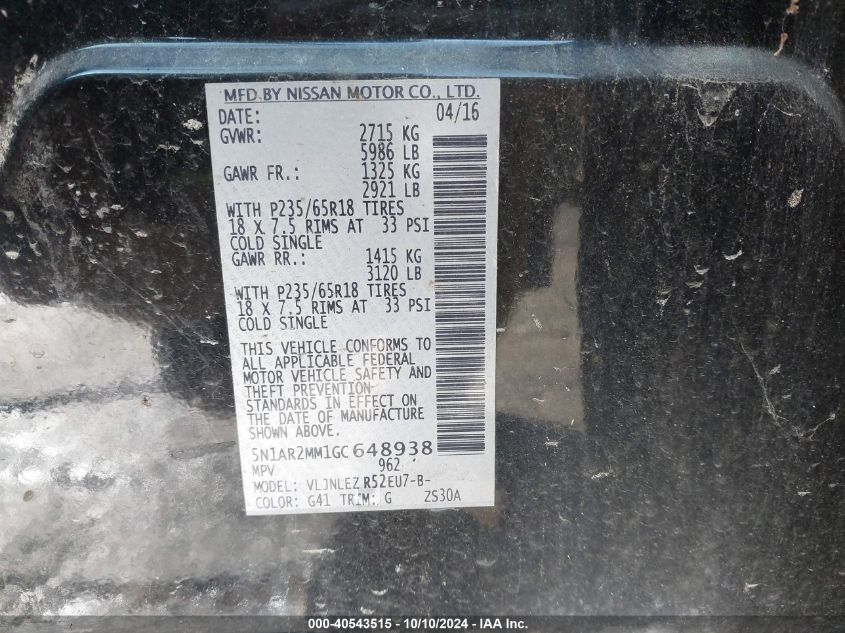 MFD.BY NISSAN MOTOR CO., LTD.
DATE: 04/16
GVWR: 2715 KG
5986 LB
GAWR FR.: 1325 KG
2921 LB
WITH P235/65R18 TIRES
18 X 7.5 RIMS AT 33 PSI
COLD SINGLE
GAWR RR.: 1415 KG
3120 LB
WITH P235/65R18 TIRES
18 X 7.5 RIMS AT 33 PSI
COLD SINGLE
THIS VEHICLE CONFORMS TO
ALL APPLICABLE FEDERAL
MOTOR VEHICLE SAFETY AND
THEFT PREVENTION
STANDARDS IN EFFECT ON
THE DATE OF MANUFACTURE
SHOWN ABOVE.
5N1AR2MM1GC648938
MPV 962
MODEL: VLJNLEZ R52EU7-B-
COLOR: G41 TRIM: G ZS30A
000-40543515 - 10/10/2024 - IAA Inc.